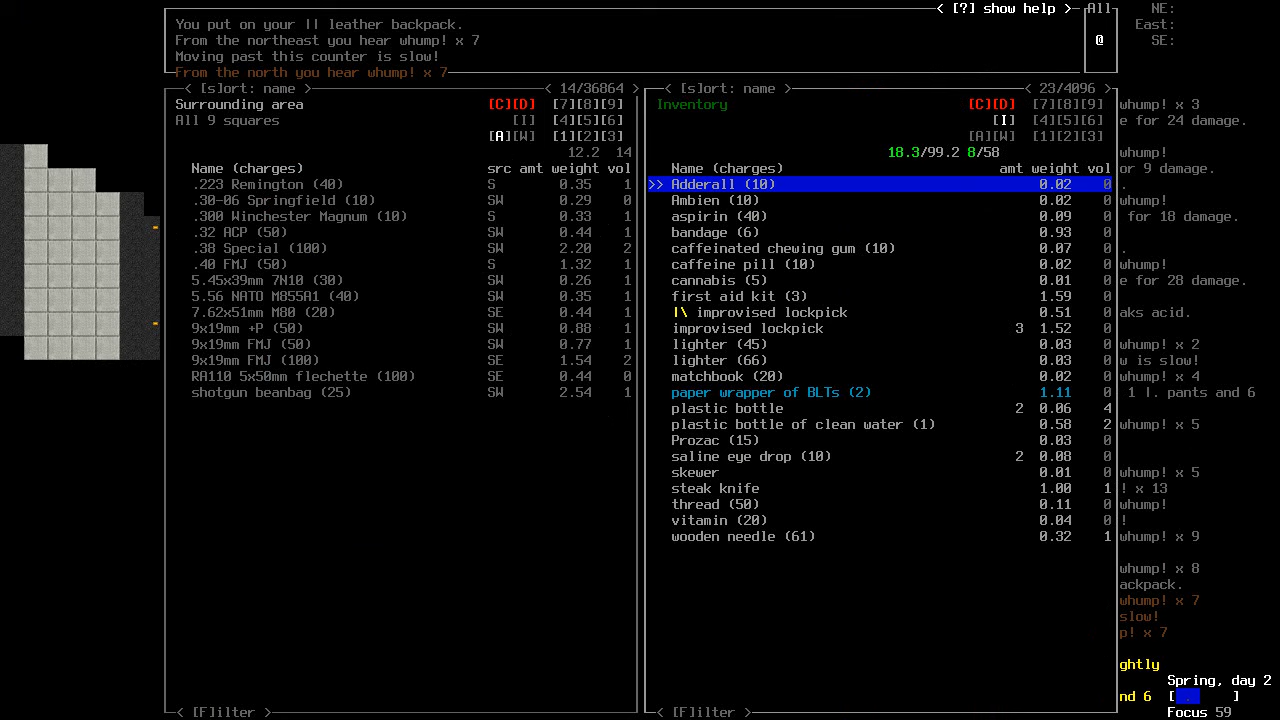 You put on your || leather backpack. < [?] show help > All NE:
From the northeast you hear whump! x 7 @ East:
Moving past this counter is slow! SE:
From the north you hear whump! x 7
< [s]ort: name > < 14/36864 > < [s]ort: name > < 23/4096 >
Surrounding area [C][D] [7][8][9] Inventory [C][D] [7][8][9] whump! x 3
All 9 squares [I] [4][5][6] [I] [4][5][6] e for 24 damage.
[A][W] [1][2][3] [A][W] [1][2][3]
12.2 14 18.3/99.2 8/58 whump!
Name (charges) src amt weight vol Name (charges) amt weight vol or 9 damage.
.223 Remington (40) S 0.35 1 >> Adderall (10) 0.02 0 .
.30-06 Springfield (10) SW 0.29 0 Ambien (10) 0.02 0 whump!
.300 Winchester Magnum (10) S 0.33 1 aspirin (40) 0.09 0 for 18 damage.
.32 ACP (50) SW 0.44 1 bandage (6) 0.93 0
.38 Special (100) SW 2.20 2 caffeinated chewing gum (10) 0.07 0 .
.40 FMJ (50) S 1.32 1 caffeine pill (10) 0.02 0 whump!
5.45x39mm 7N10 (30) SW 0.26 1 cannabis (5) 0.01 0 e for 28 damage.
5.56 NATO M855A1 (40) SW 0.35 1 first aid kit (3) 1.59 0
7.62x51mm M80 (20) SE 0.44 1 |\ improvised lockpick 0.51 0 aks acid.
9x19mm +P (50) SW 0.88 1 improvised lockpick 3 1.52 0
9x19mm FMJ (50) SW 0.77 1 lighter (45) 0.03 0 whump! x 2
9x19mm FMJ (100) SE 1.54 2 lighter (66) 0.03 0 w is slow!
RA110 5x50mm flechette (100) SE 0.44 0 matchbook (20) 0.02 0 whump! x 4
shotgun beanbag (25) SW 2.54 1 paper wrapper of BLTs (2) 1.11 0 1 l. pants and 6
plastic bottle 2 0.06 4
plastic bottle of clean water (1) 0.58 2 whump! x 5
Prozac (15) 0.03 0
saline eye drop (10) 2 0.08 0
skewer 0.01 0 whump! x 5
steak knife 1.00 1 ! x 13
thread (50) 0.11 0 whump!
vitamin (20) 0.04 0 !
wooden needle (61) 0.32 1 whump! x 9
whump! x 8
ackpack.
whump! x 7
slow!
p! x 7
ghtly
Spring, day 2
nd 6 [ . ]
< [F]ilter > < [F]ilter > Focus 59